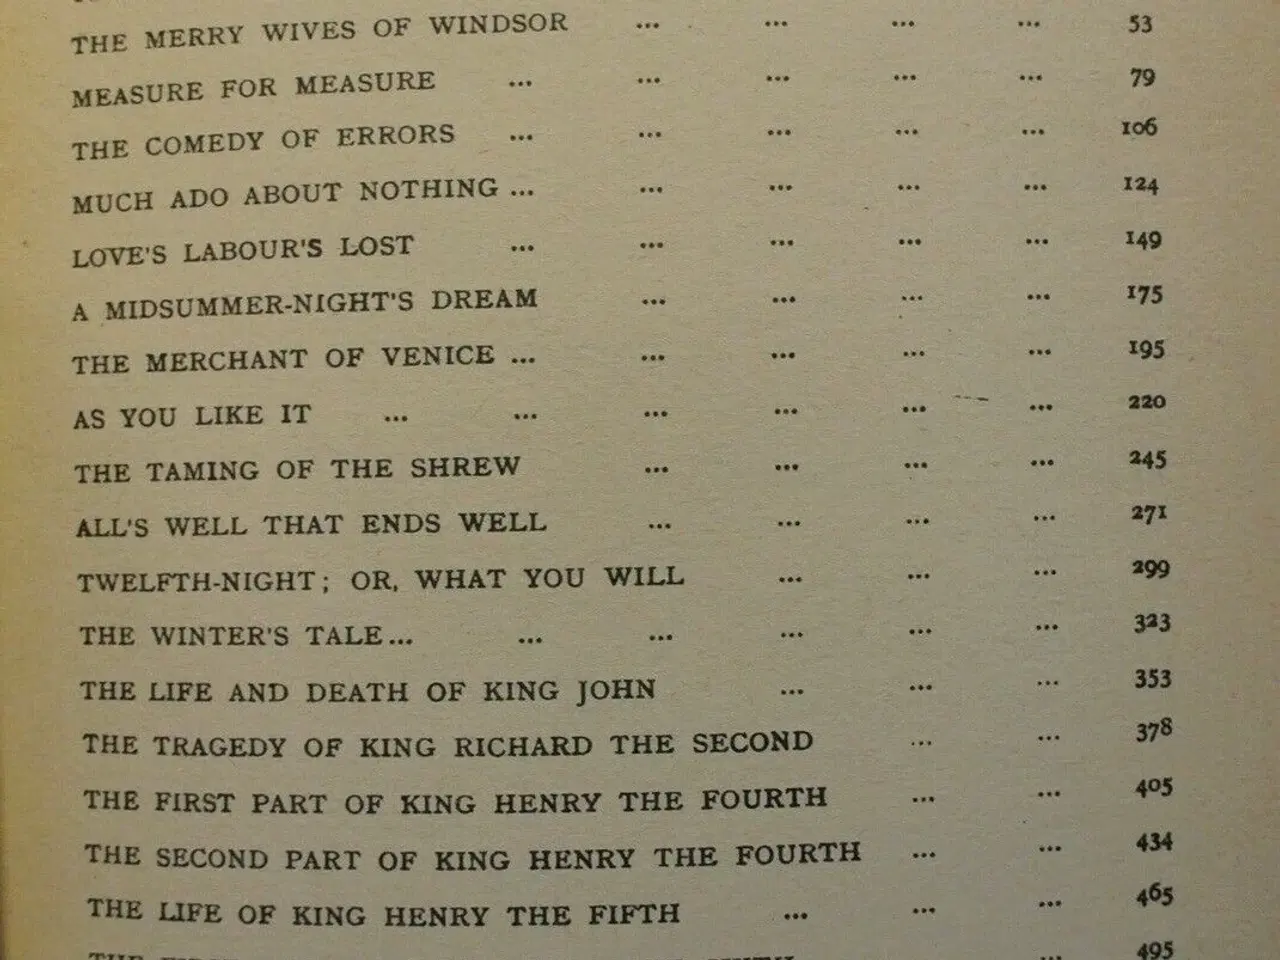 THE MERRY WIVES OF WINDSOR ... ... ... ... 53
MEASURE FOR MEASURE ... ... ... ... ... 79
THE COMEDY OF ERRORS ... ... ... ... ... 106
MUCH ADO ABOUT NOTHING ... ... ... ... ... 124
LOVE'S LABOUR'S LOST ... ... ... ... ... 149
A MIDSUMMER-NIGHT'S DREAM ... ... ... ... 175
THE MERCHANT OF VENICE ... ... ... ... ... 195
AS YOU LIKE IT ... ... ... ... ... ... 220
THE TAMING OF THE SHREW ... ... ... ... 245
ALL'S WELL THAT ENDS WELL ... ... ... ... 271
TWELFTH-NIGHT; OR, WHAT YOU WILL ... ... ... 299
THE WINTER'S TALE... ... ... ... ... ... 323
THE LIFE AND DEATH OF KING JOHN ... ... ... 353
THE TRAGEDY OF KING RICHARD THE SECOND ... ... 378
THE FIRST PART OF KING HENRY THE FOURTH ... ... 405
THE SECOND PART OF KING HENRY THE FOURTH ... ... 434
THE LIFE OF KING HENRY THE FIFTH ... ... ... 465
THE ... 495